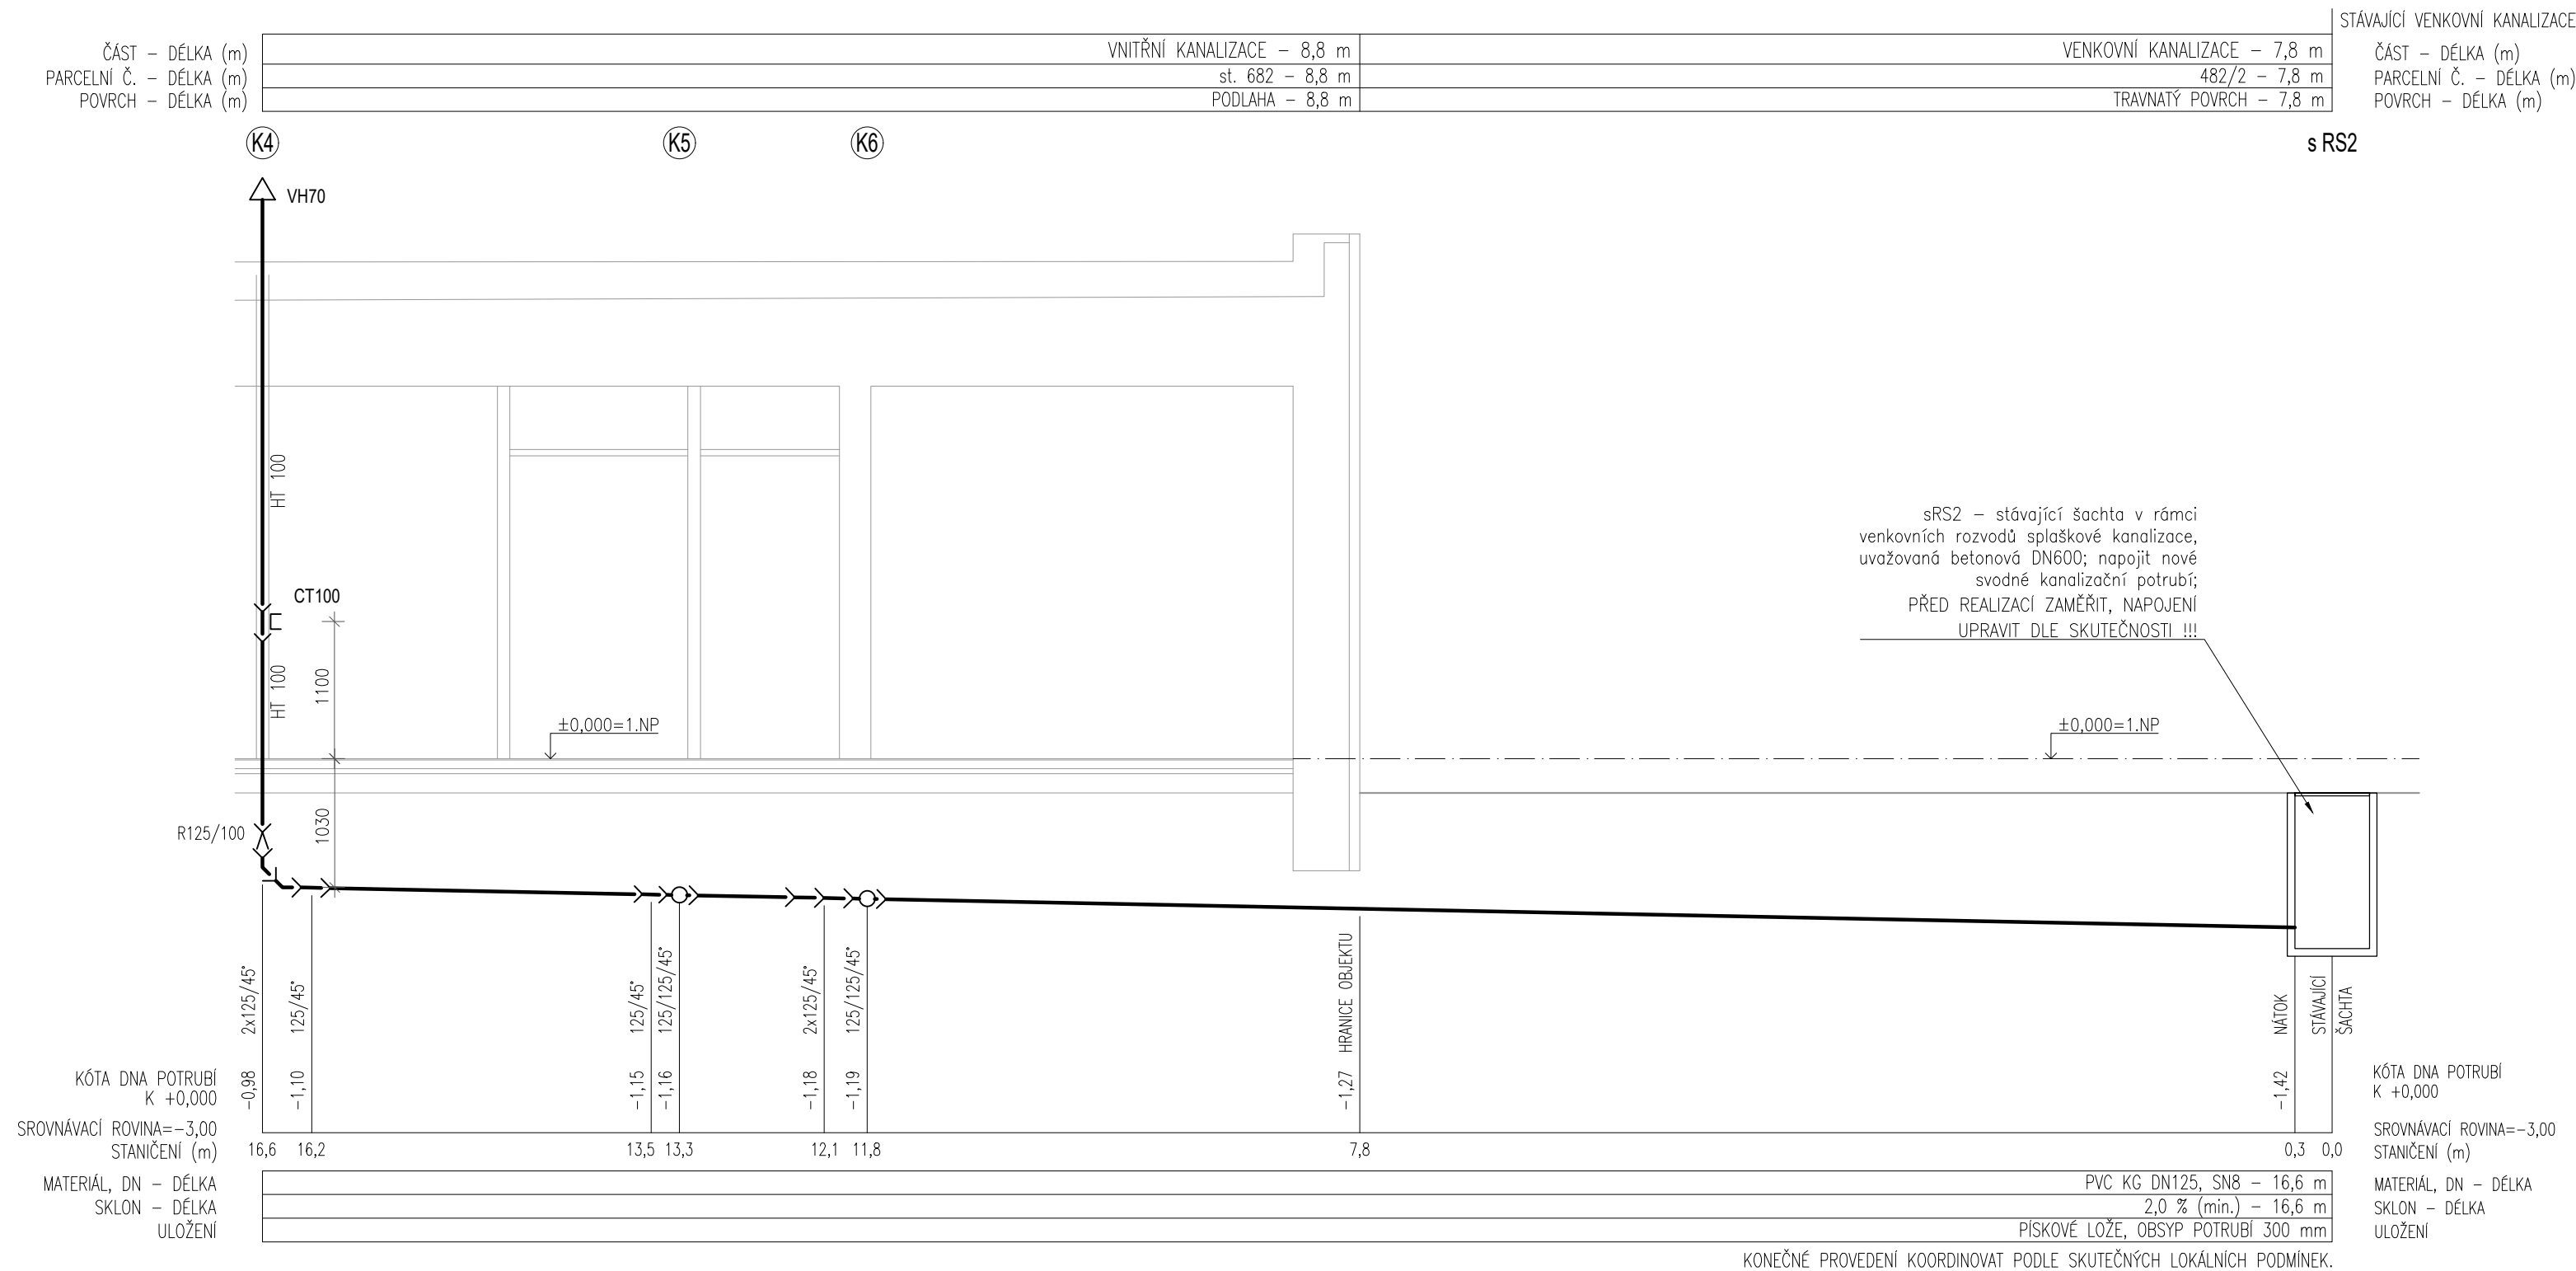 STÁVAJÍCÍ VENKOVNÍ KANALIZACE
ČÁST – DÉLKA (m)
VNITŘNÍ KANALIZACE – 8,8 m
VENKOVNÍ KANALIZACE – 7,8 m
ČÁST – DÉLKA (m)
PARCELNÍ Č. – DÉLKA (m)
st. 682 – 8,8 m
482/2 – 7,8 m
PARCELNÍ Č. – DÉLKA (m)
POVRCH – DÉLKA (m)
PODLAHA – 8,8 m
TRAVNATÝ POVRCH – 7,8 m
POVRCH – DÉLKA (m)
K4
K5
K6
s RS2
VH70
HT 100
CT100
HT 100
1100
1030
R125/100
±0,000=1.NP
±0,000=1.NP
sRS2 – stávající šachta v rámci
venkovních rozvodů splaškové kanalizace,
uvažovaná betonová DN600; napojit nové
svodné kanalizační potrubí;
PŘED REALIZACÍ ZAMĚŘIT, NAPOJENÍ
UPRAVIT DLE SKUTEČNOSTI !!!
2x125/45°
125/45°
125/45°
125/125/45°
2x125/45°
125/125/45°
HRANICE OBJEKTU
NÁTOK
STÁVAJÍCÍ
ŠACHTA
KÓTA DNA POTRUBÍ
K +0,000
-0,98
-1,10
-1,15
-1,16
-1,18
-1,19
-1,27
-1,42
KÓTA DNA POTRUBÍ
K +0,000
SROVNÁVACÍ ROVINA=-3,00
SROVNÁVACÍ ROVINA=-3,00
STANIČENÍ (m)
16,6
16,2
13,5
13,3
12,1
11,8
7,8
0,3
0,0
STANIČENÍ (m)
MATERIÁL, DN – DÉLKA
PVC KG DN125, SN8 – 16,6 m
MATERIÁL, DN – DÉLKA
SKLON – DÉLKA
2,0 % (min.) – 16,6 m
SKLON – DÉLKA
ULOŽENÍ
PÍSKOVÉ LOŽE, OBSYP POTRUBÍ 300 mm
ULOŽENÍ
KONEČNÉ PROVEDENÍ KOORDINOVAT PODLE SKUTEČNÝCH LOKÁLNÍCH PODMÍNEK.